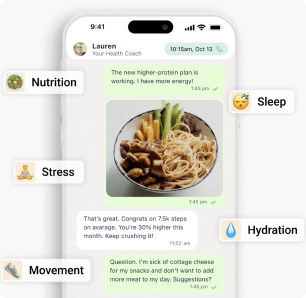 9:41
Lauren
Your Health Coach
10:15am, Oct 13
The new higher-protein plan is
working. I have more energy!
1:45 pm
Nutrition
Sleep
1:45 pm
Stress
That's great. Congrats on 7.5k steps
on avarage. You're 30% higher this
month. Keep crushing it!
11:02 am
Hydration
Movement
Question. I'm sick of cottage cheese
for my snacks and don't want to add
more meat to my day. Suggestions?
1:45 pm